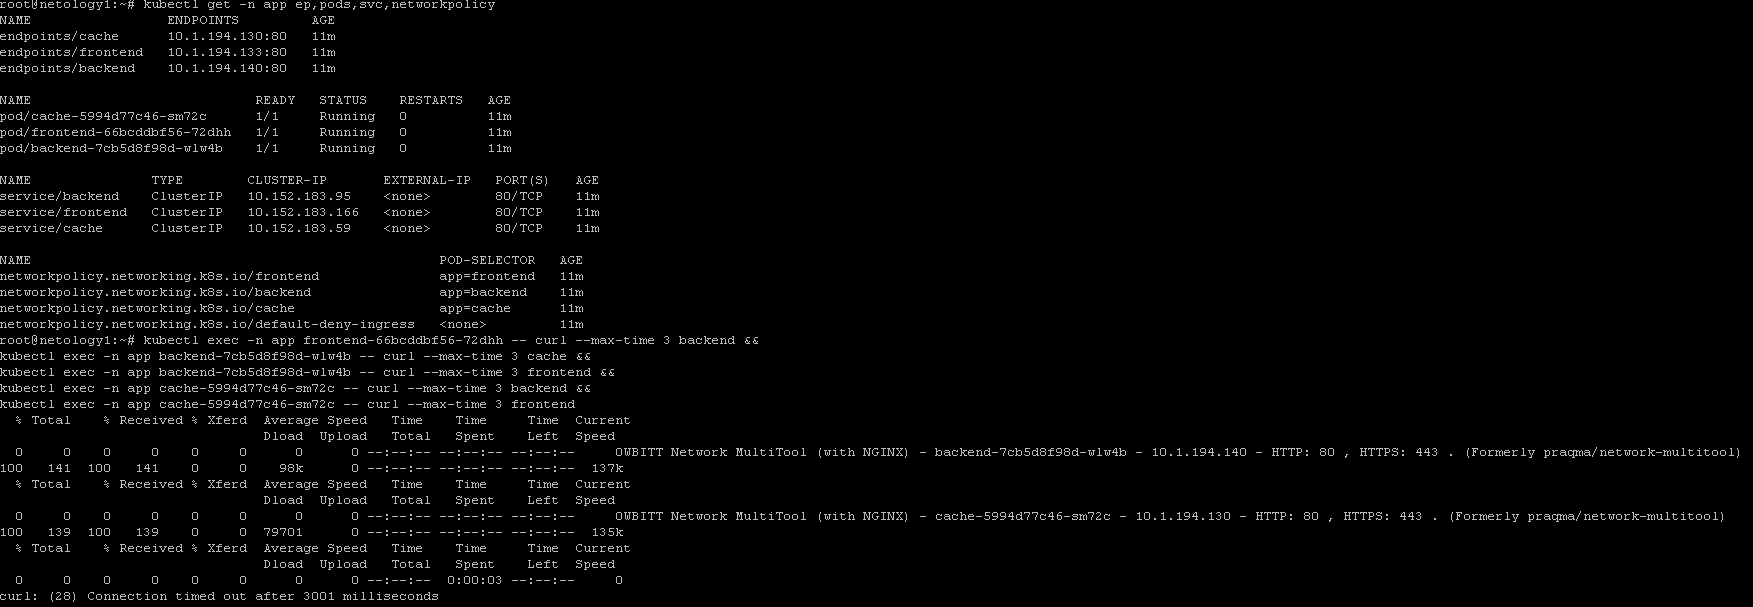 root@netology1:~# kubectl get -n app ep,pods,svc,networkpolicy
NAME                 ENDPOINTS         AGE
endpoints/cache      10.1.194.130:80   11m
endpoints/frontend   10.1.194.133:80   11m
endpoints/backend    10.1.194.140:80   11m

NAME                            READY   STATUS    RESTARTS   AGE
pod/cache-5994d77c46-sm72c      1/1     Running   0          11m
pod/frontend-66bcddbf56-72dhh   1/1     Running   0          11m
pod/backend-7cb5d8f98d-wlw4b    1/1     Running   0          11m

NAME               TYPE        CLUSTER-IP       EXTERNAL-IP   PORT(S)   AGE
service/backend    ClusterIP   10.152.183.95    <none>        80/TCP    11m
service/frontend   ClusterIP   10.152.183.166   <none>        80/TCP    11m
service/cache      ClusterIP   10.152.183.59    <none>        80/TCP    11m

NAME                                                   POD-SELECTOR   AGE
networkpolicy.networking.k8s.io/frontend               app=frontend   11m
networkpolicy.networking.k8s.io/backend                app=backend    11m
networkpolicy.networking.k8s.io/cache                  app=cache      11m
networkpolicy.networking.k8s.io/default-deny-ingress   <none>         11m
root@netology1:~# kubectl exec -n app frontend-66bcddbf56-72dhh -- curl --max-time 3 backend &&
kubectl exec -n app backend-7cb5d8f98d-wlw4b -- curl --max-time 3 cache &&
kubectl exec -n app backend-7cb5d8f98d-wlw4b -- curl --max-time 3 frontend &&
kubectl exec -n app cache-5994d77c46-sm72c -- curl --max-time 3 backend &&
kubectl exec -n app cache-5994d77c46-sm72c -- curl --max-time 3 frontend
  % Total    % Received % Xferd  Average Speed   Time    Time     Time  Current
                                 Dload  Upload   Total   Spent    Left  Speed
  0     0    0     0    0     0      0      0 --:--:-- --:--:-- --:--:--     0WBITT Network MultiTool (with NGINX) - backend-7cb5d8f98d-wlw4b - 10.1.194.140 - HTTP: 80 , HTTPS: 443 . (Formerly praqma/network-multitool)
100   141  100   141    0     0    98k      0 --:--:-- --:--:-- --:--:--  137k
  % Total    % Received % Xferd  Average Speed   Time    Time     Time  Current
                                 Dload  Upload   Total   Spent    Left  Speed
  0     0    0     0    0     0      0      0 --:--:-- --:--:-- --:--:--     0WBITT Network MultiTool (with NGINX) - cache-5994d77c46-sm72c - 10.1.194.130 - HTTP: 80 , HTTPS: 443 . (Formerly praqma/network-multitool)
100   139  100   139    0     0  79701      0 --:--:-- --:--:-- --:--:--  135k
  % Total    % Received % Xferd  Average Speed   Time    Time     Time  Current
                                 Dload  Upload   Total   Spent    Left  Speed
  0     0    0     0    0     0      0      0 --:--:--  0:00:03 --:--:--     0
curl: (28) Connection timed out after 3001 milliseconds